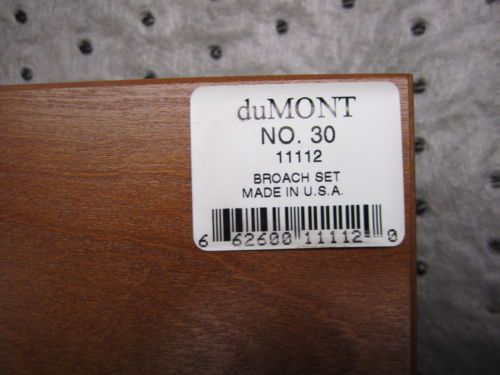 duMONT
NO. 30
11112
BROACH SET
MADE IN U.S.A.
6 62600 11112 0